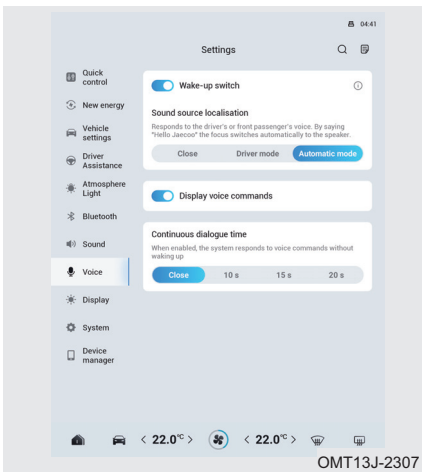 04:41
Settings
Quick
control
New energy
Vehicle
settings
Driver
Assistance
Atmosphere
Light
Bluetooth
Sound
Voice
Display
System
Device
manager
Wake-up switch
Sound source localisation
Responds to the driver's or front passenger's voice. By saying
"Hello Jaecoo" the focus switches automatically to the speaker.
Close Driver mode Automatic mode
Display voice commands
Continuous dialogue time
When enabled, the system responds to voice commands without
waking up
Close 10 s 15 s 20 s
< 22.0°C > < 22.0°C >
OMT13J-2307